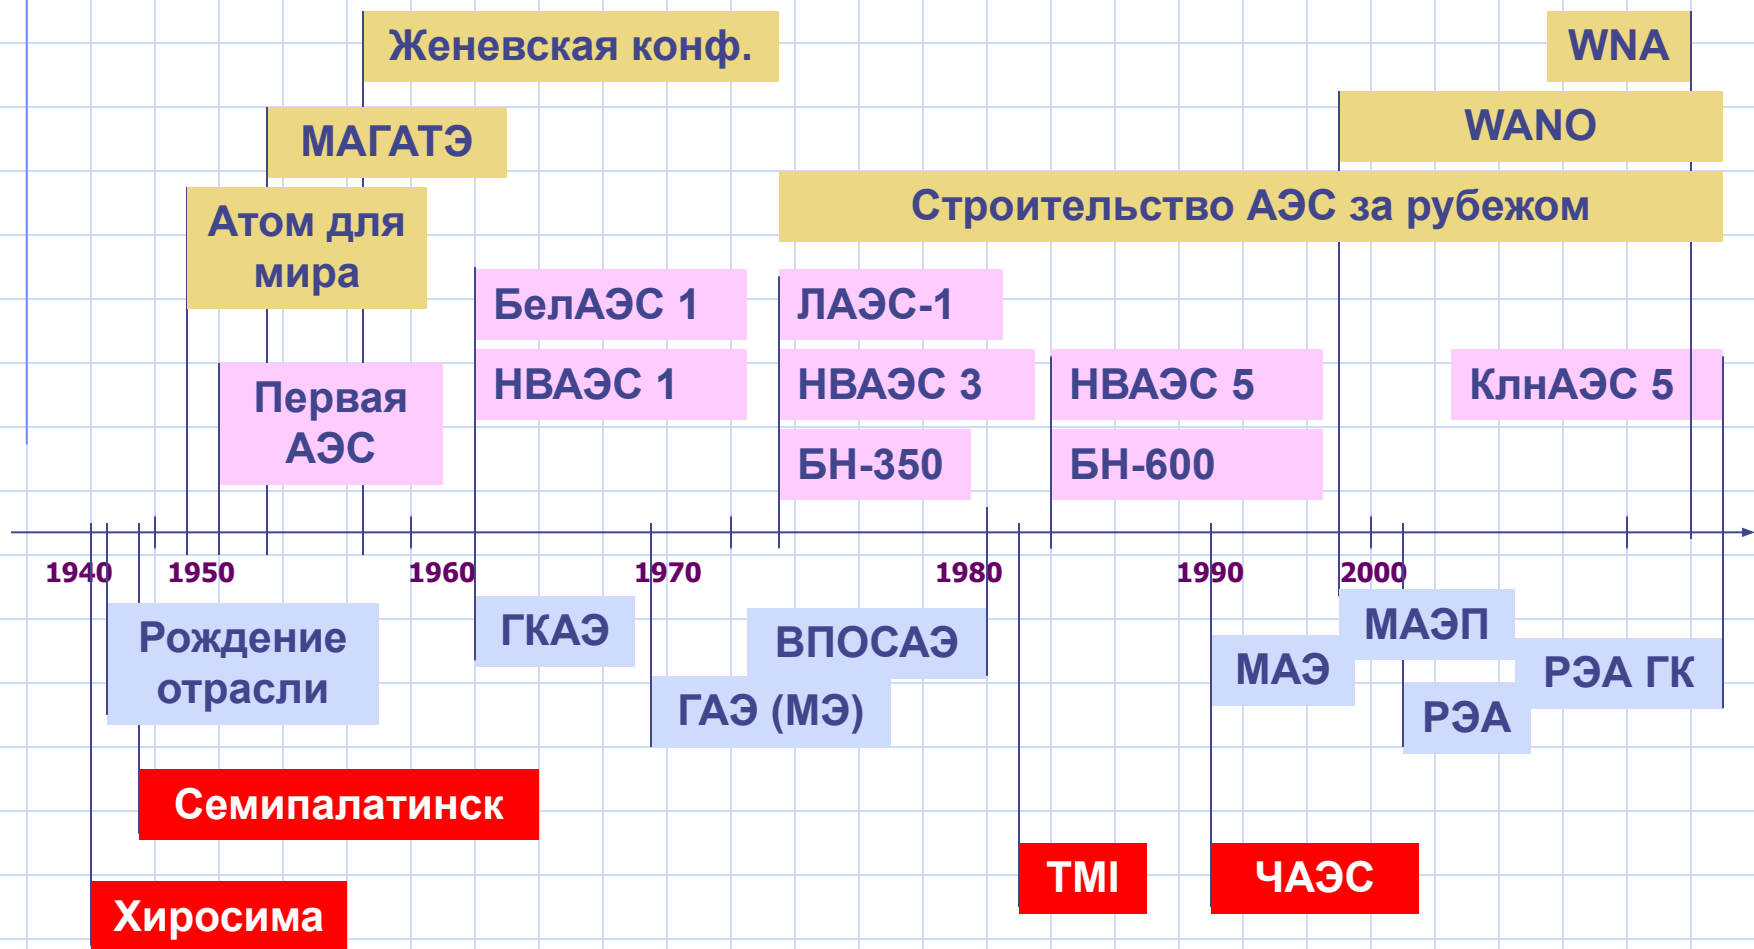 Женевская конф.
WNA
WANO
МАГАТЭ
Строительство АЭС за рубежом
Атом для
мира
БелАЭС 1
ЛАЭС-1
НВАЭС 1
НВАЭС 3
НВАЭС 5
КлнАЭС 5
Первая
АЭС
БН-350
БН-600
1940
1950
1960
1970
1980
1990
2000
Рождение
отрасли
ГКАЭ
ВПОСАЭ
МАЭП
МАЭ
РЭА ГК
ГАЭ (МЭ)
РЭА
Семипалатинск
TMI
ЧАЭС
Хиросима